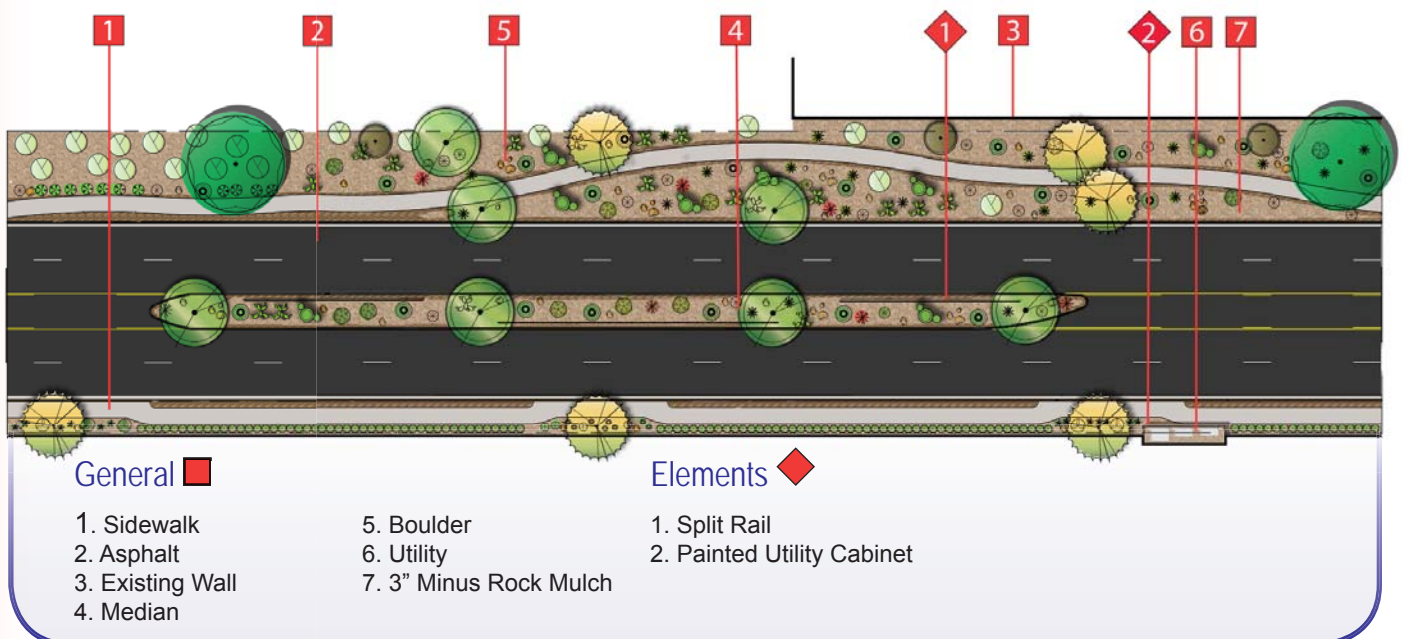 1 2 5 4 1 3 2 6 7
General
Elements
1. Sidewalk
2. Asphalt
3. Existing Wall
4. Median
5. Boulder
6. Utility
7. 3” Minus Rock Mulch
1. Split Rail
2. Painted Utility Cabinet